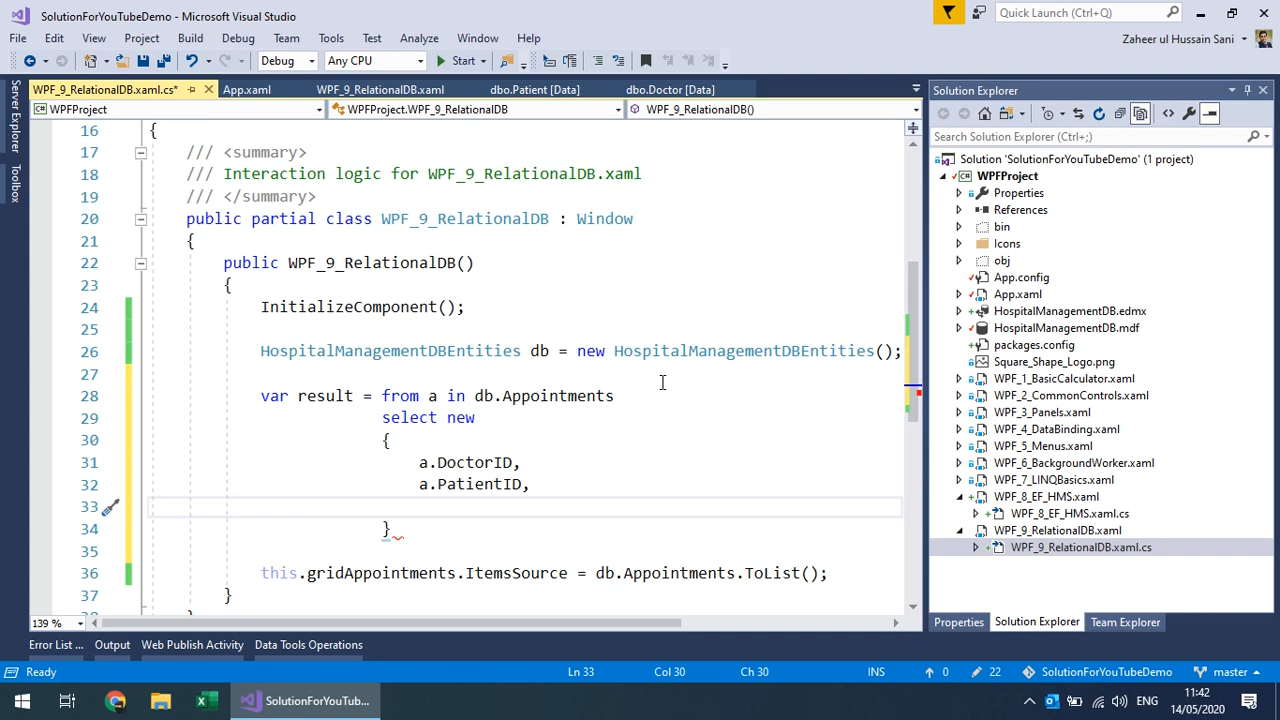 SolutionForYouTubeDemo - Microsoft Visual Studio
Quick Launch (Ctrl+Q)
File Edit View Project Build Debug Team Tools Test Analyze Window Help
Zaheer ul Hussain Sani
Debug Any CPU Start
WPF_9_RelationalDB.xaml.cs* App.xaml WPF_9_RelationalDB.xaml dbo.Patient [Data] dbo.Doctor [Data]
WPFProject WPFProject.WPF_9_RelationalDB WPF_9_RelationalDB()
16 {
17 /// <summary>
18 /// Interaction logic for WPF_9_RelationalDB.xaml
19 /// </summary>
20 public partial class WPF_9_RelationalDB : Window
21 {
22 public WPF_9_RelationalDB()
23 {
24 InitializeComponent();
25
26 HospitalManagementDBEntities db = new HospitalManagementDBEntities();
27
28 var result = from a in db.Appointments
29 select new
30 {
31 a.DoctorID,
32 a.PatientID,
33
34 }
35
36 this.gridAppointments.ItemsSource = db.Appointments.ToList();
37 }
38 }
139 %
Server Explorer
Toolbox
Solution Explorer
Search Solution Explorer (Ctrl+;)
Solution 'SolutionForYouTubeDemo' (1 project)
WPFProject
Properties
References
bin
Icons
obj
App.config
App.xaml
HospitalManagementDB.edmx
HospitalManagementDB.mdf
packages.config
Square_Shape_Logo.png
WPF_1_BasicCalculator.xaml
WPF_2_CommonControls.xaml
WPF_3_Panels.xaml
WPF_4_DataBinding.xaml
WPF_5_Menus.xaml
WPF_6_BackgroundWorker.xaml
WPF_7_LINQBasics.xaml
WPF_8_EF_HMS.xaml
WPF_8_EF_HMS.xaml.cs
WPF_9_RelationalDB.xaml
WPF_9_RelationalDB.xaml.cs
Properties Solution Explorer Team Explorer
Error List ... Output Web Publish Activity Data Tools Operations
Ready Ln 33 Col 30 Ch 30 INS 0 22 SolutionForYouTubeDemo master
SolutionForYouTub...
ENG
11:42
14/05/2020